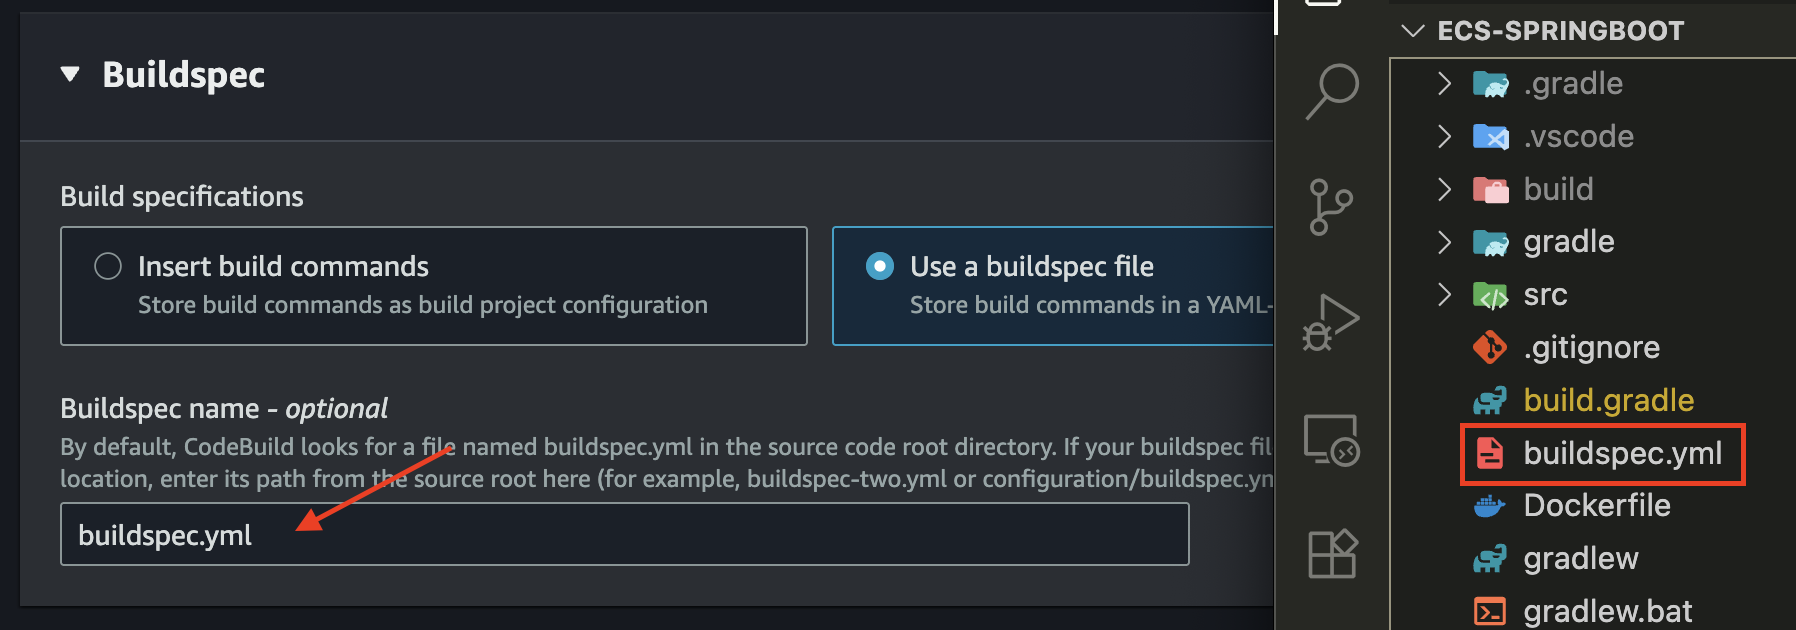 Buildspec
Build specifications
Insert build commands
Store build commands as build project configuration
Use a buildspec file
Store build commands in a YAML-
Buildspec name - optional
By default, CodeBuild looks for a file named buildspec.yml in the source code root directory. If your buildspec fil
location, enter its path from the source root here (for example, buildspec-two.yml or configuration/buildspec.ym
buildspec.yml
ECS-SPRINGBOOT
.gradle
.vscode
build
gradle
src
.gitignore
build.gradle
buildspec.yml
Dockerfile
gradlew
gradlew.bat